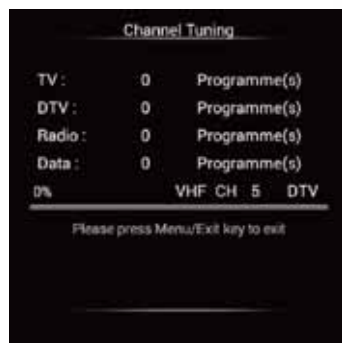 Channel Tuning
TV : 0 Programme(s)
DTV : 0 Programme(s)
Radio : 0 Programme(s)
Data : 0 Programme(s)
0% VHF CH 5 DTV
Please press Menu/Exit key to exit